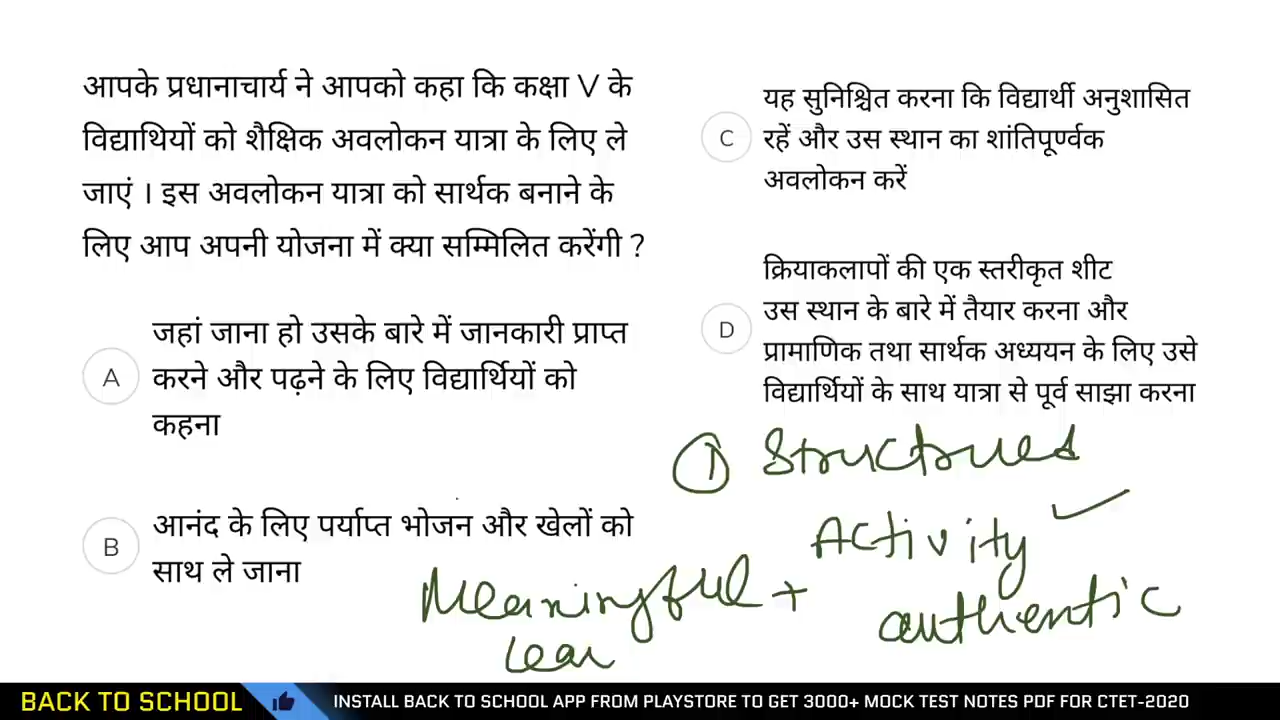 आपके प्रधानाचार्य ने आपको कहा कि कक्षा V के
विद्याथियों को शैक्षिक अवलोकन यात्रा के लिए ले
जाएं । इस अवलोकन यात्रा को सार्थक बनाने के
लिए आप अपनी योजना में क्या सम्मिलित करेंगी ?
A
जहां जाना हो उसके बारे में जानकारी प्राप्त
करने और पढ़ने के लिए विद्यार्थियों को
कहना
B
आनंद के लिए पर्याप्त भोजन और खेलों को
साथ ले जाना
C
यह सुनिश्चित करना कि विद्यार्थी अनुशासित
रहें और उस स्थान का शांतिपूर्ण्वक
अवलोकन करें
D
क्रियाकलापों की एक स्तरीकृत शीट
उस स्थान के बारे में तैयार करना और
प्रामाणिक तथा सार्थक अध्ययन के लिए उसे
विद्यार्थियों के साथ यात्रा से पूर्व साझा करना
① Structrued
Activity
Meaningful + authentic
lear
BACK TO SCHOOL
INSTALL BACK TO SCHOOL APP FROM PLAYSTORE TO GET 3000+ MOCK TEST NOTES PDF FOR CTET-2020